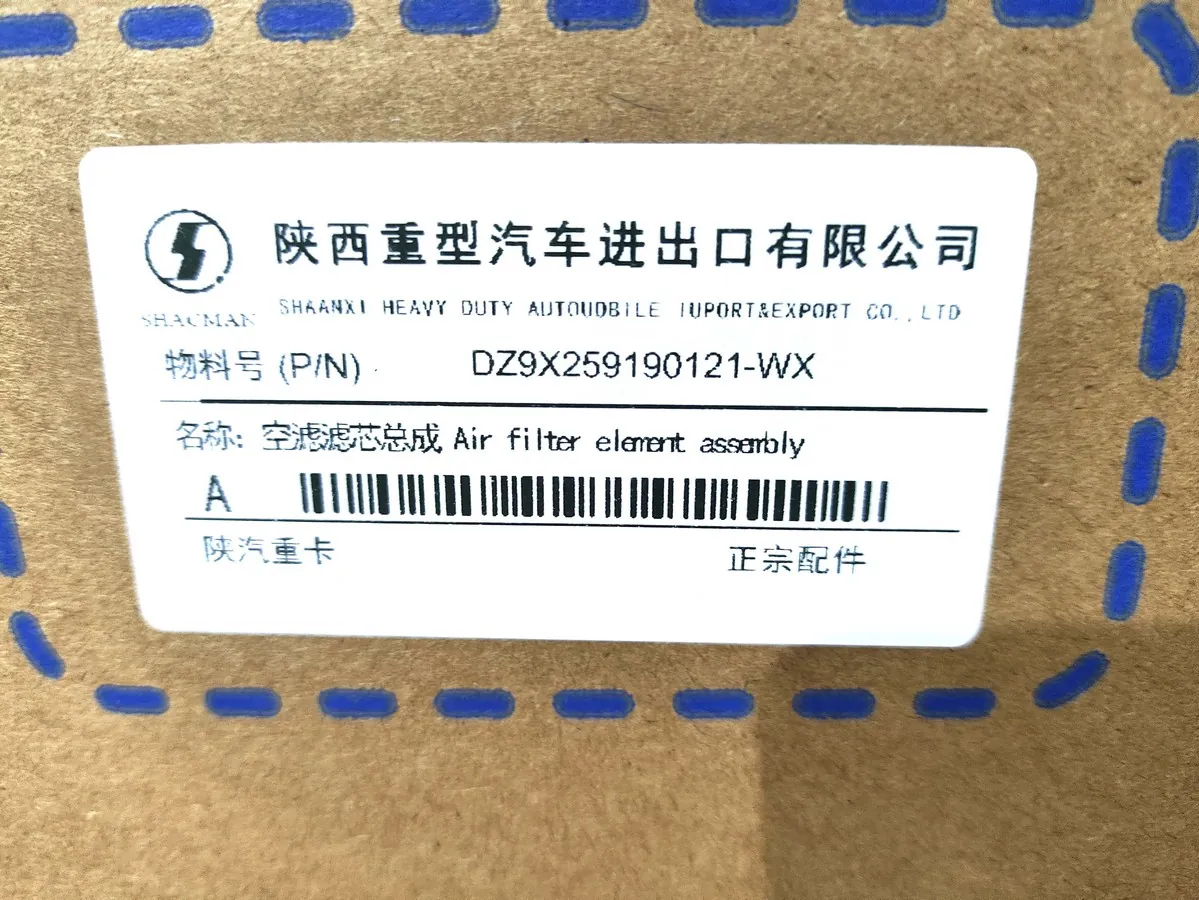 陕西重型汽车进出口有限公司
SHAANXI HEAVY DUTY AUTOUOBILE IUPORT&EXPORT CO.,LTD
SHACMAN
物料号 (P/N) DZ9X259190121-WX
名称: 空滤滤芯总成 Air filter element assembly
A
陕汽重卡 正宗配件